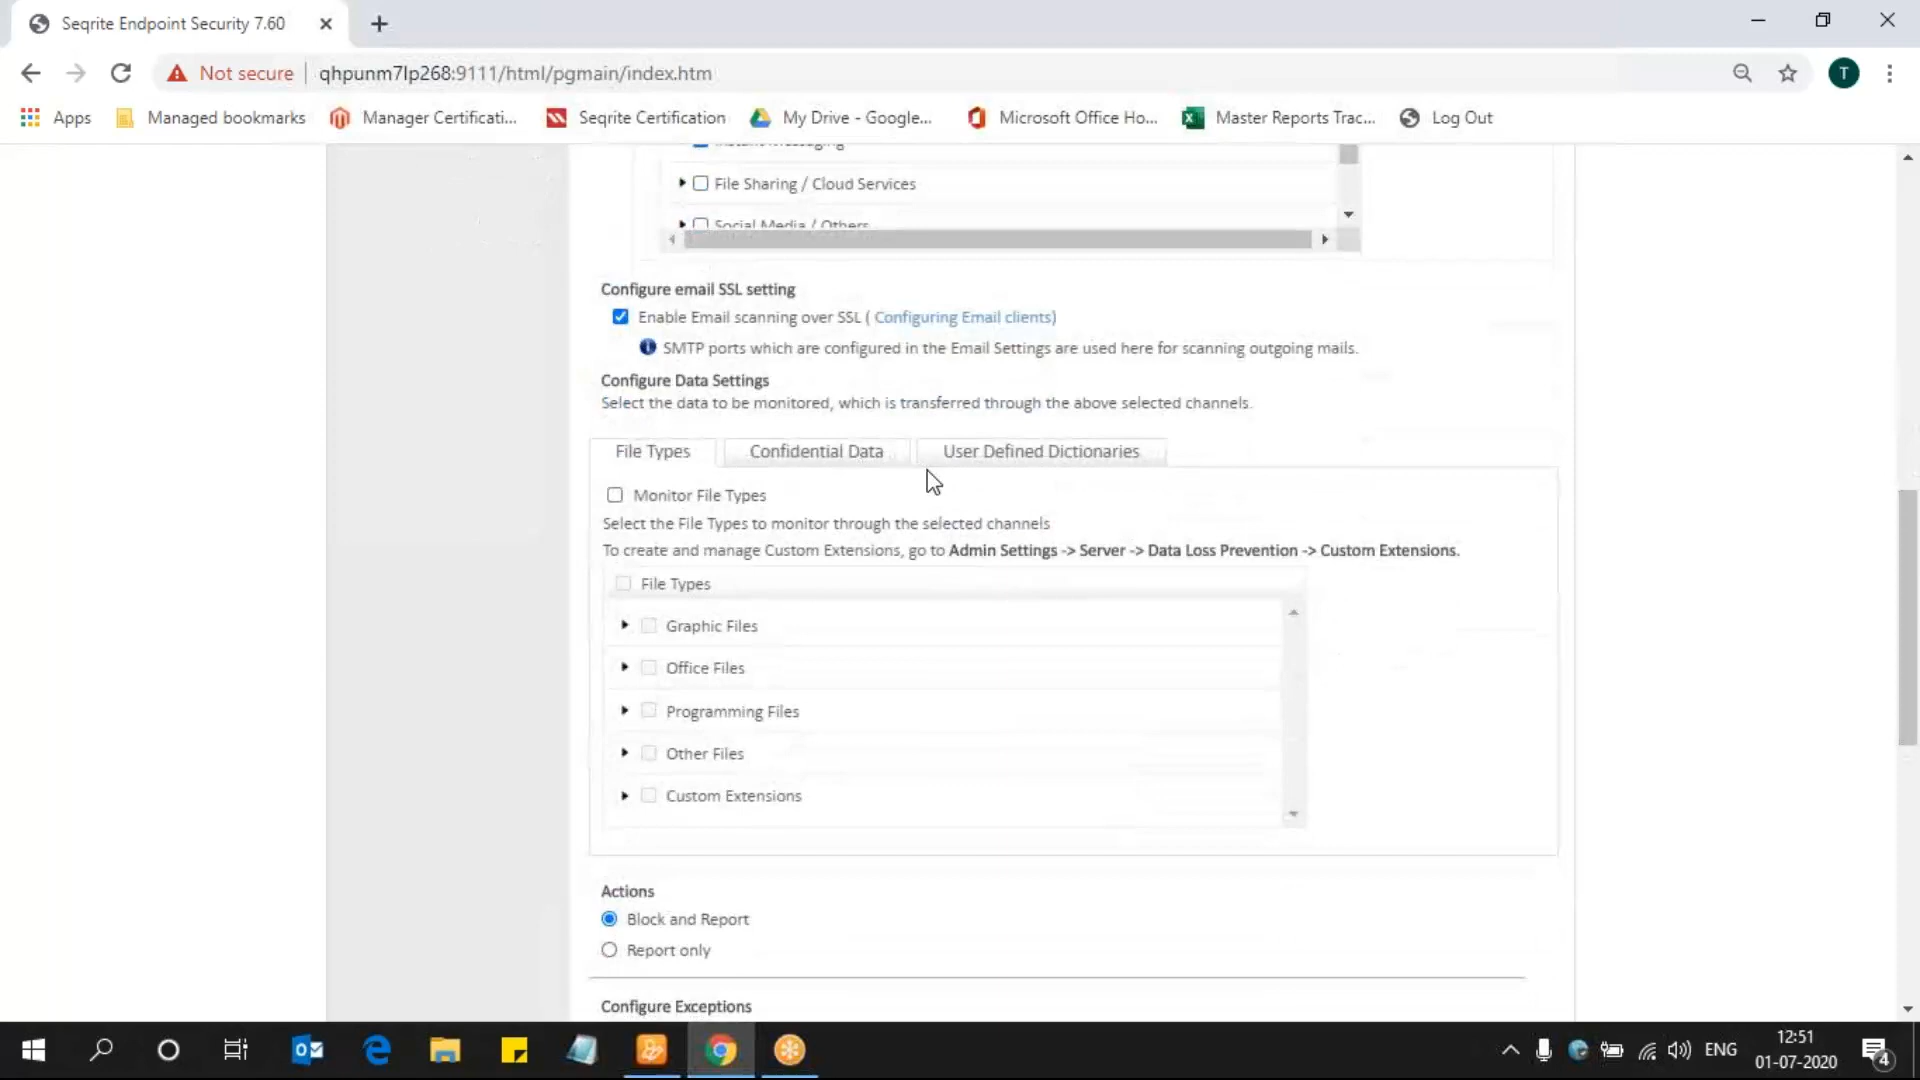 Seqrite Endpoint Security 7.60
Not secure
qhpunm7lp268:9111/html/pgmain/index.htm
T
Apps
Managed bookmarks
Manager Certificati...
Seqrite Certification
My Drive - Google...
Microsoft Office Ho...
Master Reports Trac...
Log Out
Instant Messaging
File Sharing / Cloud Services
Social Media / Others
Configure email SSL setting
Enable Email scanning over SSL ( Configuring Email clients)
SMTP ports which are configured in the Email Settings are used here for scanning outgoing mails.
Configure Data Settings
Select the data to be monitored, which is transferred through the above selected channels.
File Types
Confidential Data
User Defined Dictionaries
Monitor File Types
Select the File Types to monitor through the selected channels
To create and manage Custom Extensions, go to Admin Settings -> Server -> Data Loss Prevention -> Custom Extensions.
File Types
Graphic Files
Office Files
Programming Files
Other Files
Custom Extensions
Actions
Block and Report
Report only
Configure Exceptions
ENG
12:51
01-07-2020
4